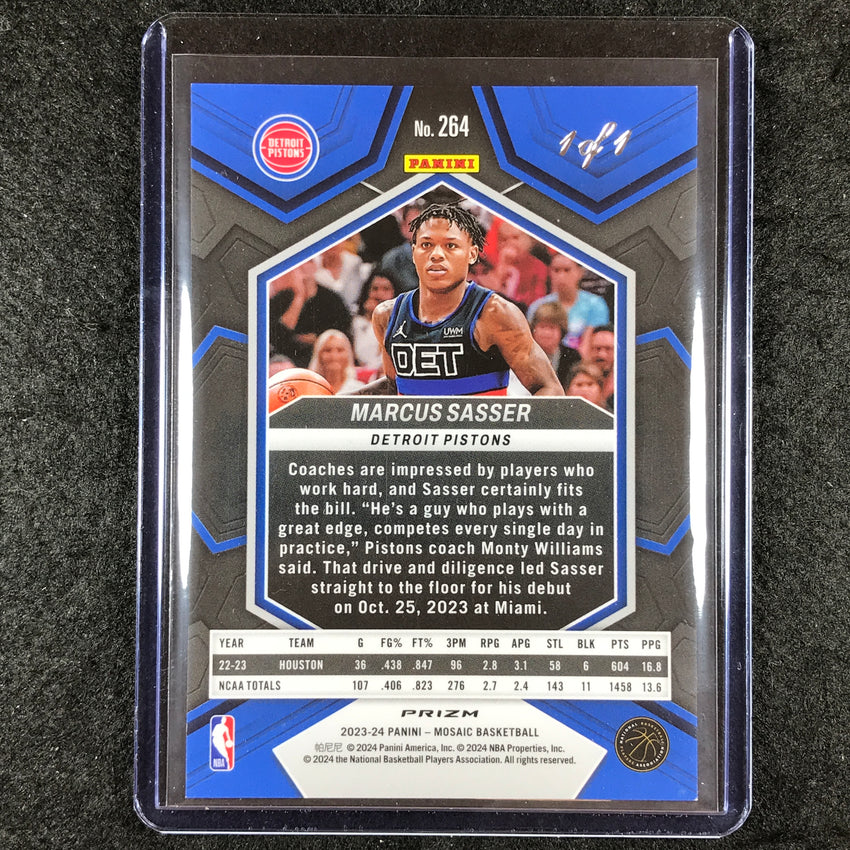 No. 264
1 of 1
DETROIT
PISTONS
PANINI
UWM
DET
MARCUS SASSER
DETROIT PISTONS
Coaches are impressed by players who
work hard, and Sasser certainly fits
the bill. “He’s a guy who plays with a
great edge, competes every single day in
practice,” Pistons coach Monty Williams
said. That drive and diligence led Sasser
straight to the floor for his debut
on Oct. 25, 2023 at Miami.
YEAR TEAM G FG% FT% 3PM RPG APG STL BLK PTS PPG
22-23 HOUSTON 36 .438 .847 96 2.8 3.1 58 6 604 16.8
NCAA TOTALS 107 .406 .823 276 2.7 2.4 143 11 1458 13.6
PRIZM
2023-24 PANINI – MOSAIC BASKETBALL
帕尼尼 © 2024 Panini America, Inc. © 2024 NBA Properties, Inc.
© 2024 the National Basketball Players Association. All rights reserved.
NBA
NATIONAL BASKETBALL
PLAYERS ASSOCIATION